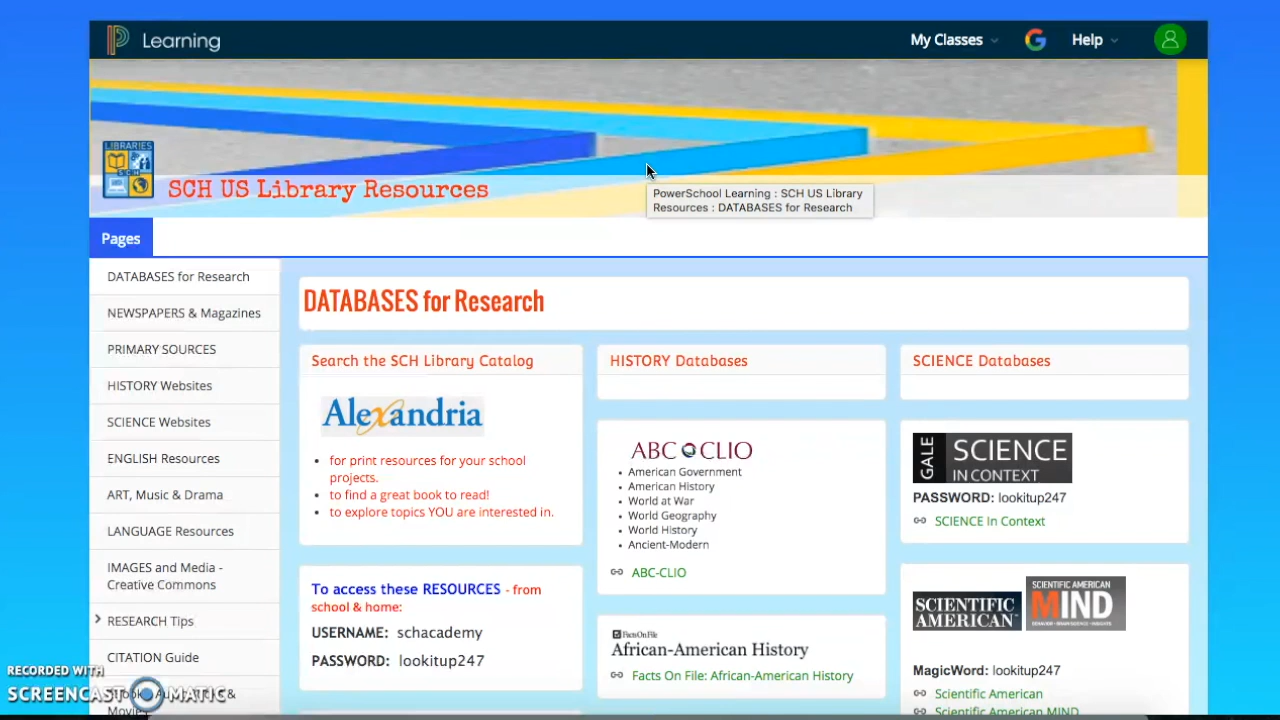 Learning
My Classes
Help
LIBRARIES
SCH
SCH US Library Resources
PowerSchool Learning : SCH US Library
Resources : DATABASES for Research
Pages
DATABASES for Research
NEWSPAPERS & Magazines
PRIMARY SOURCES
HISTORY Websites
SCIENCE Websites
ENGLISH Resources
ART, Music & Drama
LANGUAGE Resources
IMAGES and Media -
Creative Commons
RESEARCH Tips
CITATION Guide
DATABASES for Research
Search the SCH Library Catalog
Alexandria
• for print resources for your school
projects.
• to find a great book to read!
• to explore topics YOU are interested in.
To access these RESOURCES - from
school & home:
USERNAME: schacademy
PASSWORD: lookitup247
HISTORY Databases
ABC CLIO
• American Government
• American History
• World at War
• World Geography
• World History
• Ancient-Modern
ABC-CLIO
Facts On File
African-American History
Facts On File: African-American History
SCIENCE Databases
GALE
SCIENCE
IN CONTEXT
PASSWORD: lookitup247
SCIENCE In Context
SCIENTIFIC
AMERICAN
SCIENTIFIC AMERICAN
MIND
MagicWord: lookitup247
Scientific American
Scientific American MIND
RECORDED WITH
SCREENCAST MATIC
&
Movies